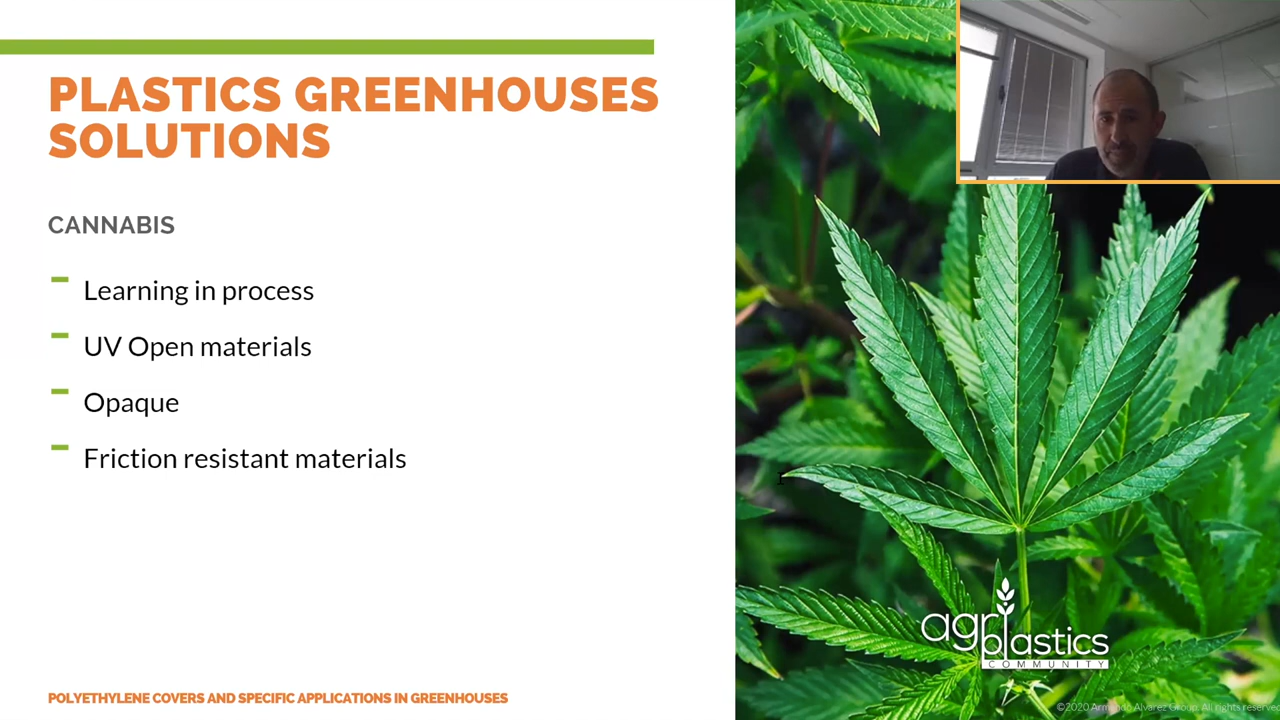 PLASTICS GREENHOUSES
SOLUTIONS
CANNABIS
Learning in process
UV Open materials
Opaque
Friction resistant materials
agriplastics
COMMUNITY
POLYETHYLENE COVERS AND SPECIFIC APPLICATIONS IN GREENHOUSES
©2020 Armando Alvarez Group. All rights reserved